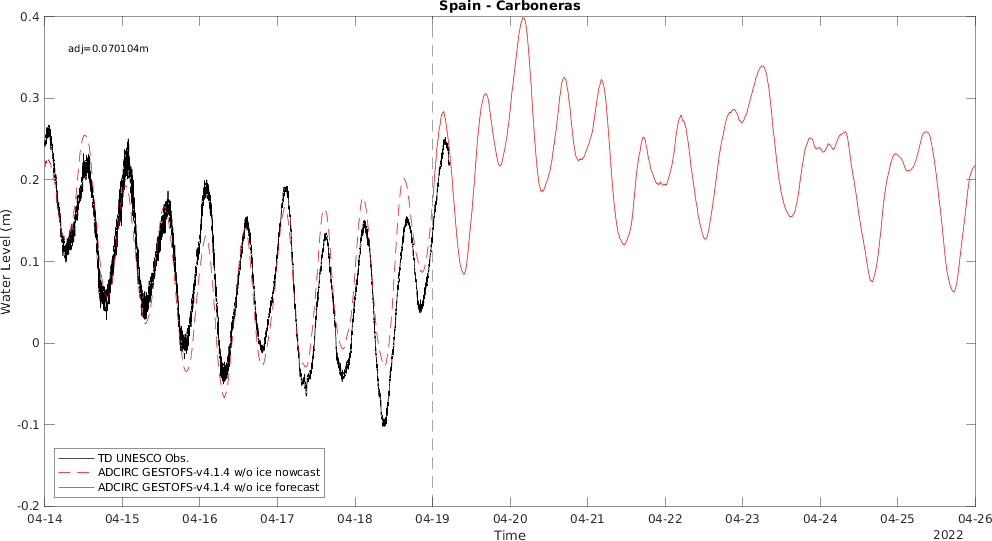 Spain - Carboneras
adj=0.070104m
Water Level (m)
0.4
0.3
0.2
0.1
0
-0.1
-0.2
TD UNESCO Obs.
ADCIRC GESTOFS-v4.1.4 w/o ice nowcast
ADCIRC GESTOFS-v4.1.4 w/o ice forecast
04-14 04-15 04-16 04-17 04-18 04-19 04-20 04-21 04-22 04-23 04-24 04-25 04-26
Time
2022